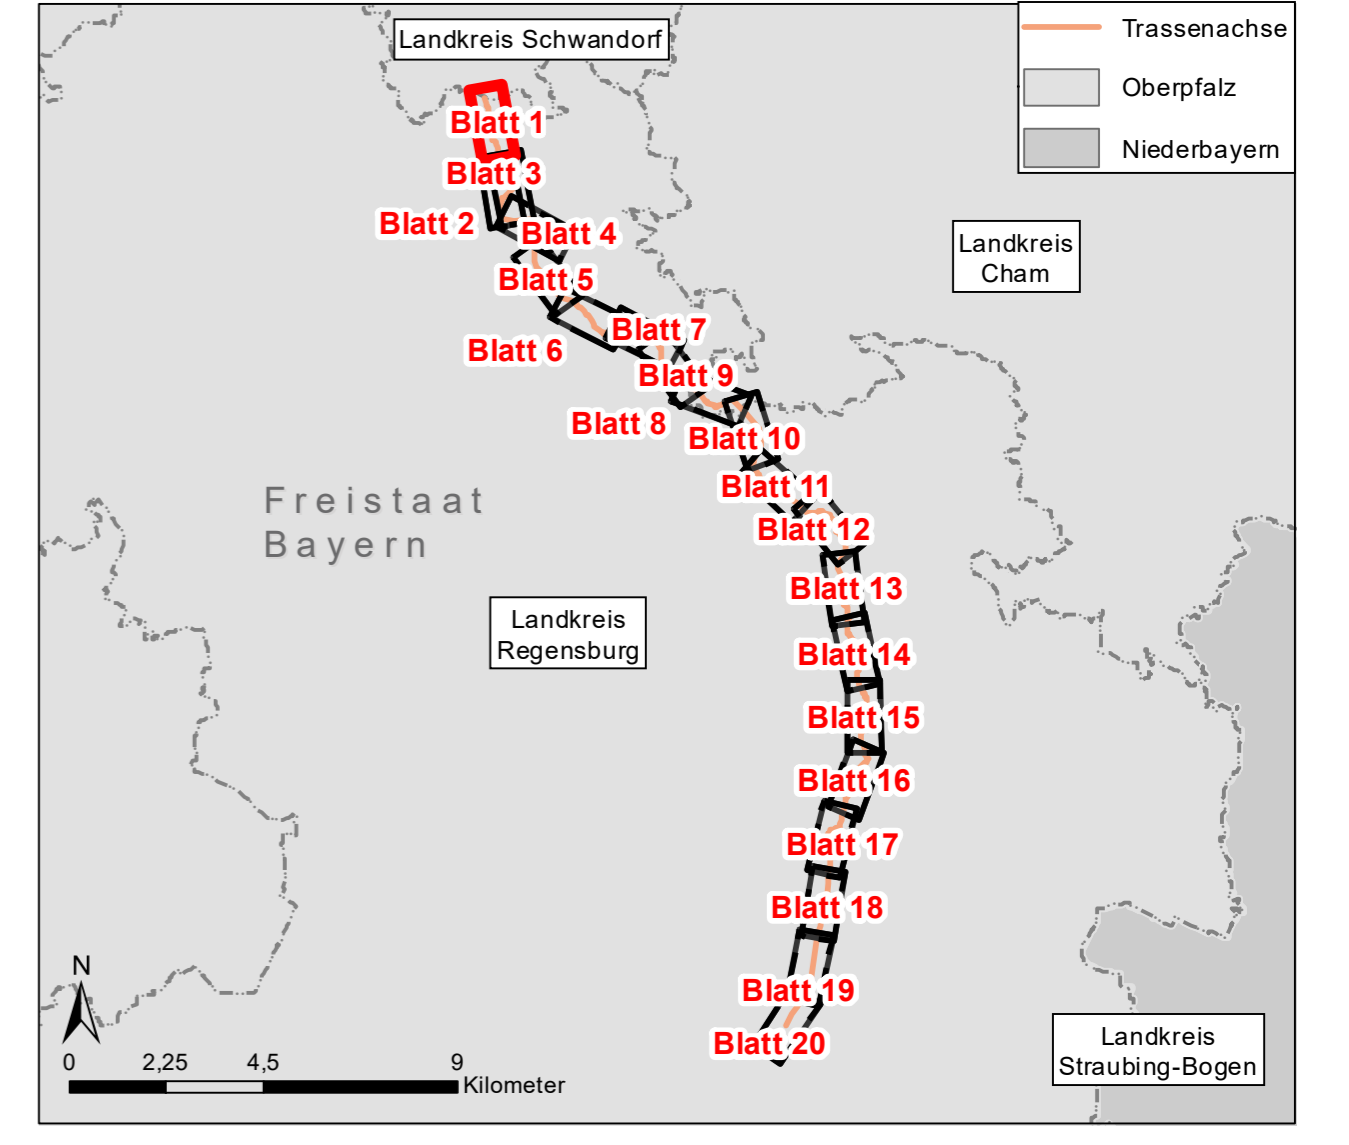 Landkreis Schwandorf
Trassenachse
Oberpfalz
Niederbayern
Blatt 1
Blatt 3
Blatt 2
Blatt 4
Landkreis
Cham
Blatt 5
Blatt 7
Blatt 6
Blatt 9
Blatt 8
Blatt 10
Blatt 11
Freistaat
Bayern
Blatt 12
Blatt 13
Landkreis
Regensburg
Blatt 14
Blatt 15
Blatt 16
Blatt 17
Blatt 18
Blatt 19
Blatt 20
N
0 2,25 4,5 9
Kilometer
Landkreis
Straubing-Bogen